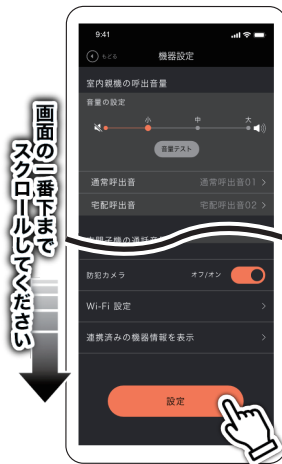 画面の一番下まで
スクロールしてください
9:41
もどる
機器設定
室内親機の呼出音量
音量の設定
小 中 大
音量テスト
通常呼出音 通常呼出音01
宅配呼出音 宅配呼出音02
防犯カメラ オフ/オン
Wi-Fi 設定
連携済みの機器情報を表示
設定